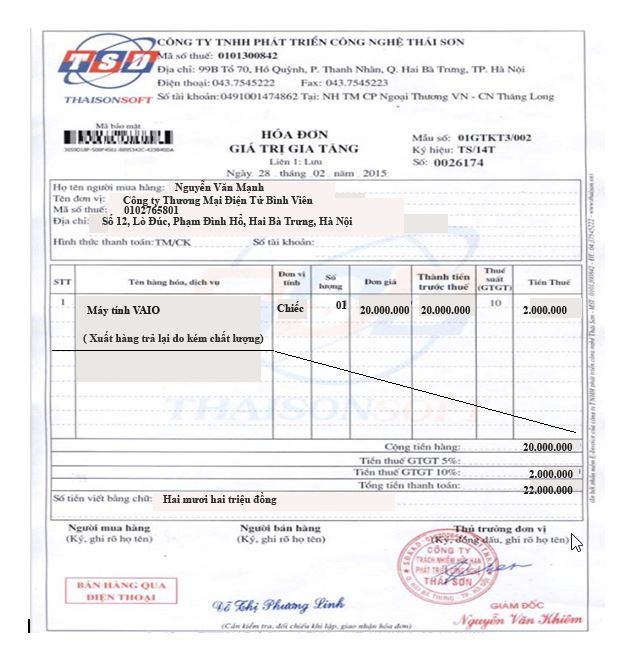 CÔNG TY TNHH PHÁT TRIỂN CÔNG NGHỆ THÁI SƠN
TSD
THAISONSOFT
Mã số thuế: 0101300842
Địa chỉ: 99B Tổ 70, Hồ Quỳnh, P. Thanh Nhàn, Q. Hai Bà Trưng, TP. Hà Nội
Điện thoại: 043.7545222 Fax: 043.7545223
Số tài khoản: 0491001474862 Tại: NH TM CP Ngoại Thương VN - CN Thăng Long
Mã bảo mật
HÓA ĐƠN
GIÁ TRỊ GIA TĂNG
Liên 1: Lưu
Ngày 28 tháng 02 năm 2015
Mẫu số: 01GTKT3/002
Ký hiệu: TS/14T
Số: 0026174
Họ tên người mua hàng: Nguyễn Văn Mạnh
Tên đơn vị: Công ty Thương Mại Điện Tử Bình Viên
Mã số thuế: 0102765801
Địa chỉ: Số 12, Lò Đúc, Phạm Đình Hổ, Hai Bà Trưng, Hà Nội
Hình thức thanh toán: TM/CK Số tài khoản:
STT Tên hàng hóa, dịch vụ Đơn vị tính Số lượng Đơn giá Thành tiền trước thuế Thuế suất (GTGT) Tiền Thuế
1 Máy tính VAIO Chiếc 01 20.000.000 20.000.000 10 2.000.000
( Xuất hàng trả lại do kém chất lượng)
THAISONSOFT
Cộng tiền hàng: 20.000.000
Tiền thuế GTGT 5%:
Tiền thuế GTGT 10%: 2.000.000
Tổng tiền thanh toán: 22.000.000
Số tiền viết bằng chữ: Hai mươi hai triệu đồng
Người mua hàng Người bán hàng Thủ trưởng đơn vị
(Ký, ghi rõ họ tên) (Ký, ghi rõ họ tên) (Ký, đóng dấu, ghi rõ họ tên)
CÔNG TY
TRÁCH NHIỆM HỮU HẠN
PHÁT TRIỂN CÔNG NGHỆ
THÁI SƠN
BÁN HÀNG QUA
ĐIỆN THOẠI
Đỗ Thị Phương Linh
GIÁM ĐỐC
Nguyễn Văn Khiêm
(Cần kiểm tra, đối chiếu khi lập, giao nhận hóa đơn)